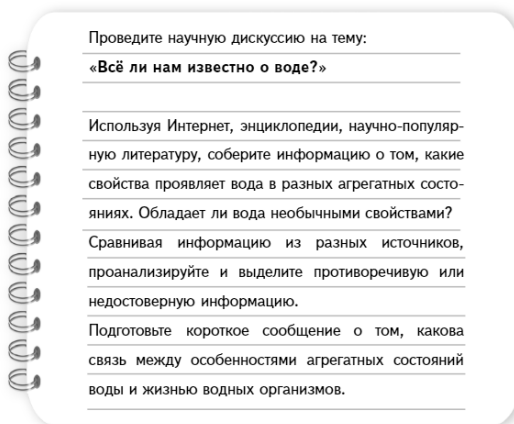 Проведите научную дискуссию на тему:
«Всё ли нам известно о воде?»
Используя Интернет, энциклопедии, научно-популяр-
ную литературу, соберите информацию о том, какие
свойства проявляет вода в разных агрегатных состо-
яниях. Обладает ли вода необычными свойствами?
Сравнивая информацию из разных источников,
проанализируйте и выделите противоречивую или
недостоверную информацию.
Подготовьте короткое сообщение о том, какова
связь между особенностями агрегатных состояний
воды и жизнью водных организмов.